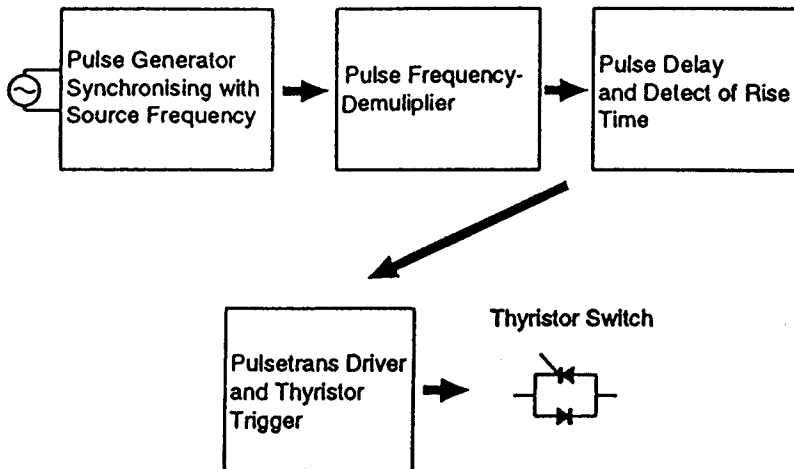 Pulse Generator
Synchronising with
Source Frequency
Pulse Frequency-
Demuliplier
Pulse Delay
and Detect of Rise
Time
Pulsetrans Driver
and Thyristor
Trigger
Thyristor Switch